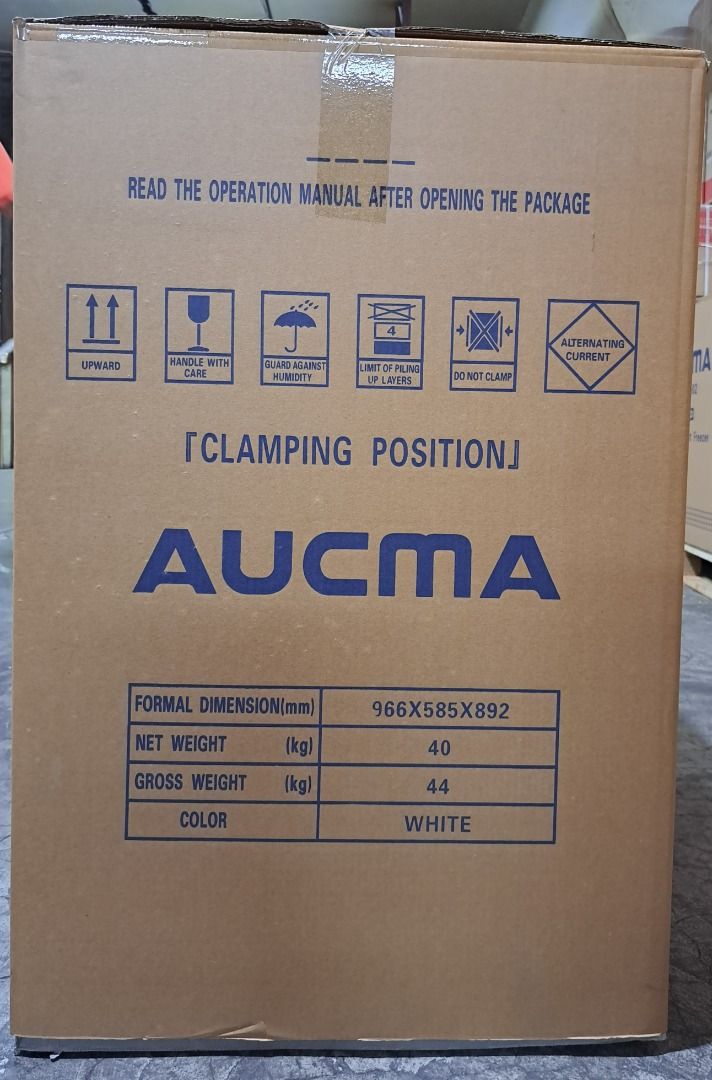 READ THE OPERATION MANUAL AFTER OPENING THE PACKAGE
UPWARD
HANDLE WITH
CARE
GUARD AGAINST
HUMIDITY
4
LIMIT OF PILING
UP LAYERS
DO NOT CLAMP
ALTERNATING
CURRENT
『CLAMPING POSITION』
AUCMA
FORMAL DIMENSION(mm) 966X585X892
NET WEIGHT (kg) 40
GROSS WEIGHT (kg) 44
COLOR WHITE
MA
Freezer